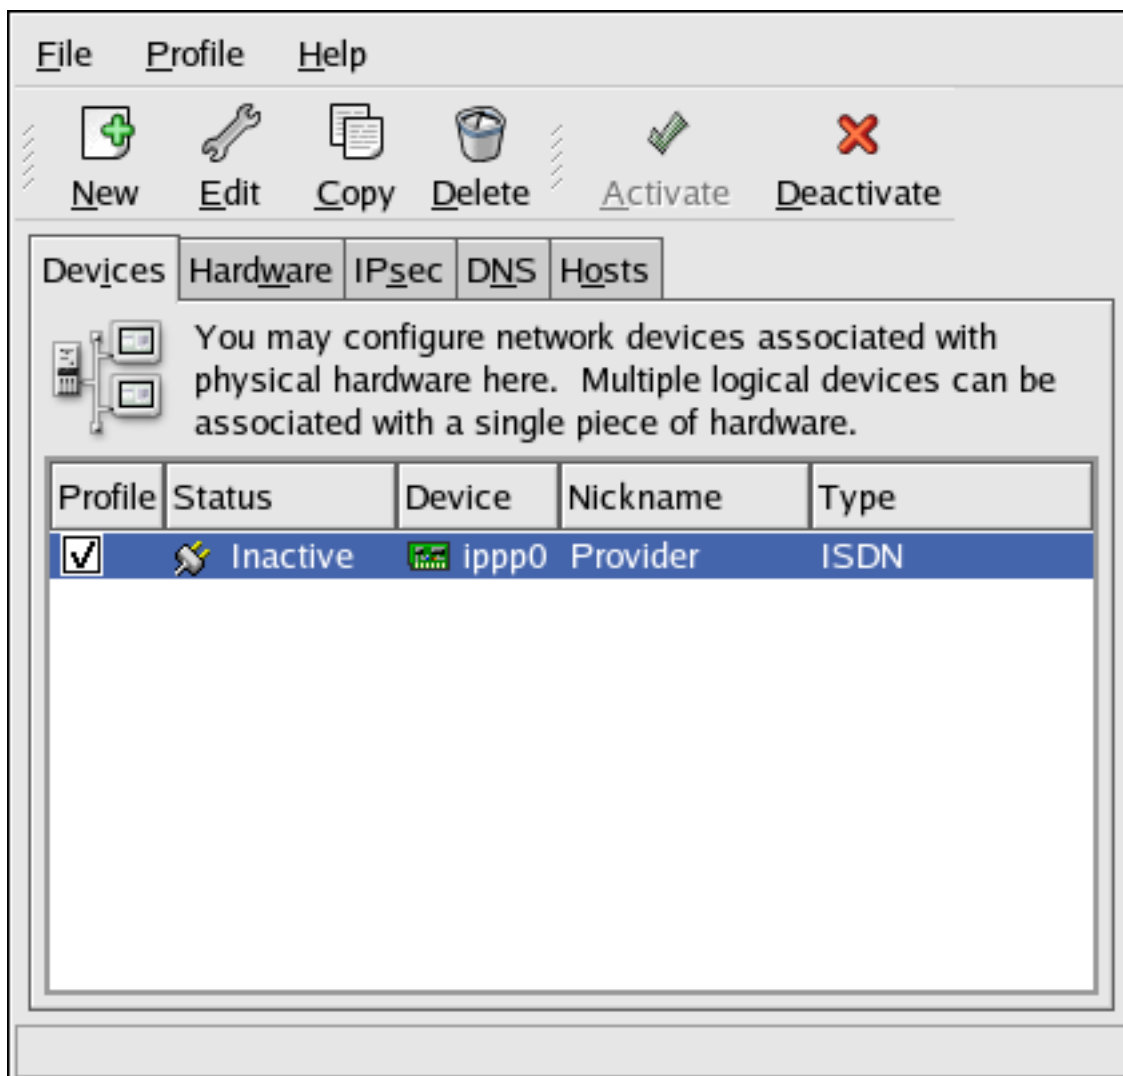 File Profile Help
New Edit Copy Delete Activate Deactivate
Devices Hardware IPsec DNS Hosts
You may configure network devices associated with
physical hardware here.  Multiple logical devices can be
associated with a single piece of hardware.
Profile Status Device Nickname Type
Inactive ippp0 Provider ISDN